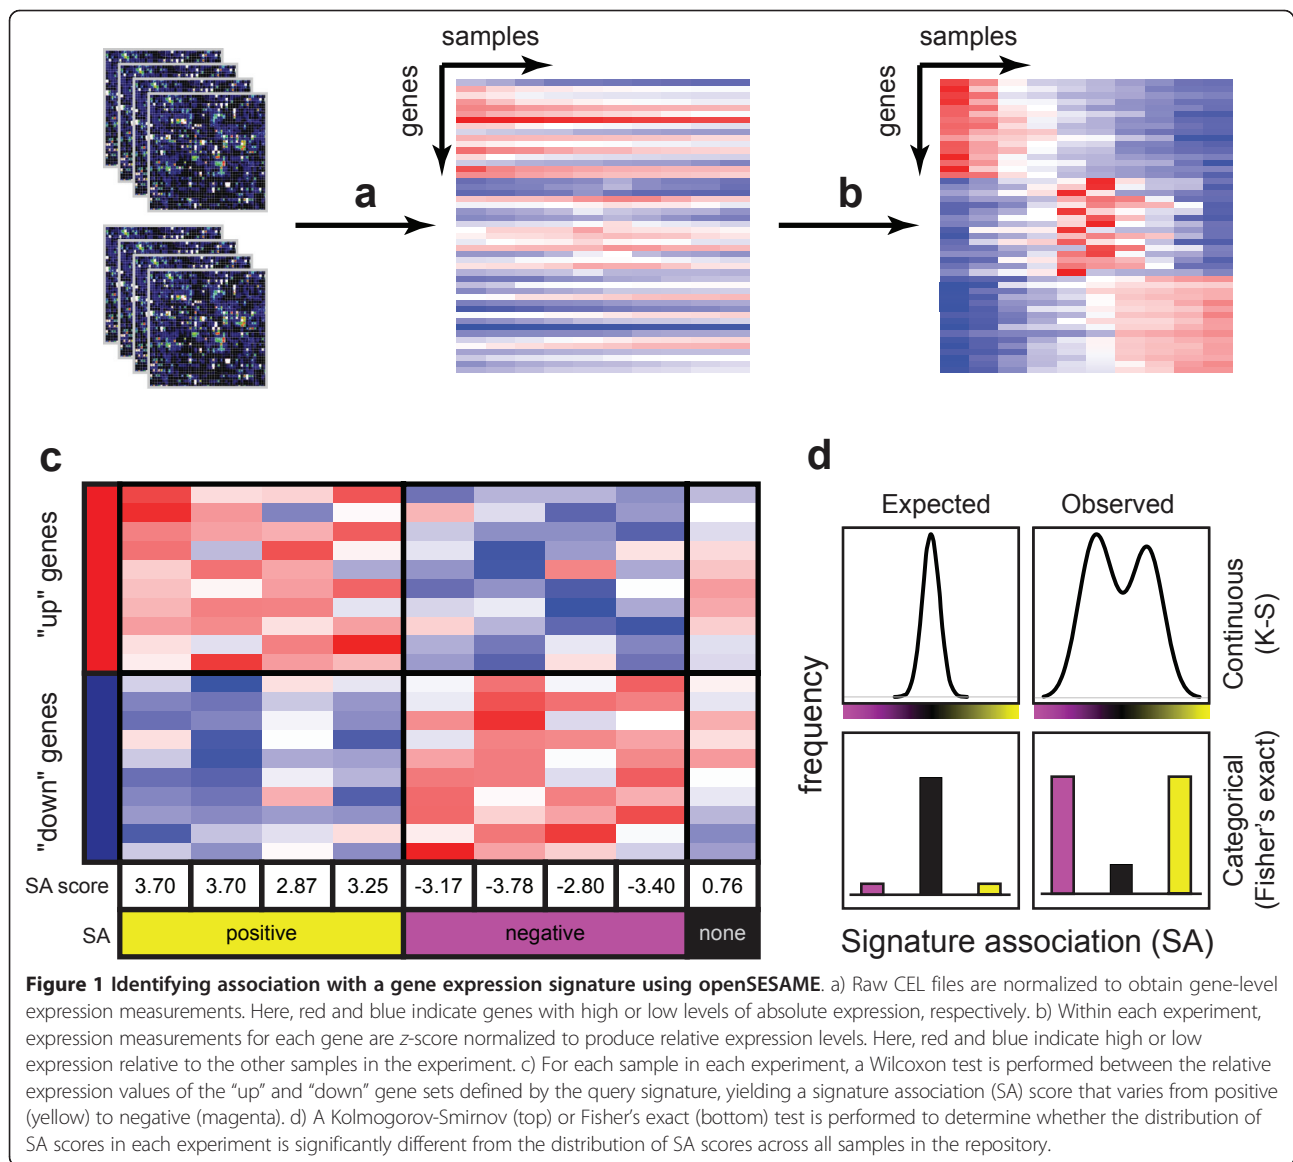 samples
genes
a
samples
genes
b
c
"up" genes
"down" genes
SA score
3.70 3.70 2.87 3.25 -3.17 -3.78 -2.80 -3.40 0.76
SA
positive negative none
d
Expected Observed
frequency
Continuous
(K-S)
Categorical
(Fisher's exact)
Signature association (SA)
Figure 1 Identifying association with a gene expression signature using openSESAME. a) Raw CEL files are normalized to obtain gene-level
expression measurements. Here, red and blue indicate genes with high or low levels of absolute expression, respectively. b) Within each experiment,
expression measurements for each gene are z-score normalized to produce relative expression levels. Here, red and blue indicate high or low
expression relative to the other samples in the experiment. c) For each sample in each experiment, a Wilcoxon test is performed between the relative
expression values of the “up” and “down” gene sets defined by the query signature, yielding a signature association (SA) score that varies from positive
(yellow) to negative (magenta). d) A Kolmogorov-Smirnov (top) or Fisher’s exact (bottom) test is performed to determine whether the distribution of
SA scores in each experiment is significantly different from the distribution of SA scores across all samples in the repository.